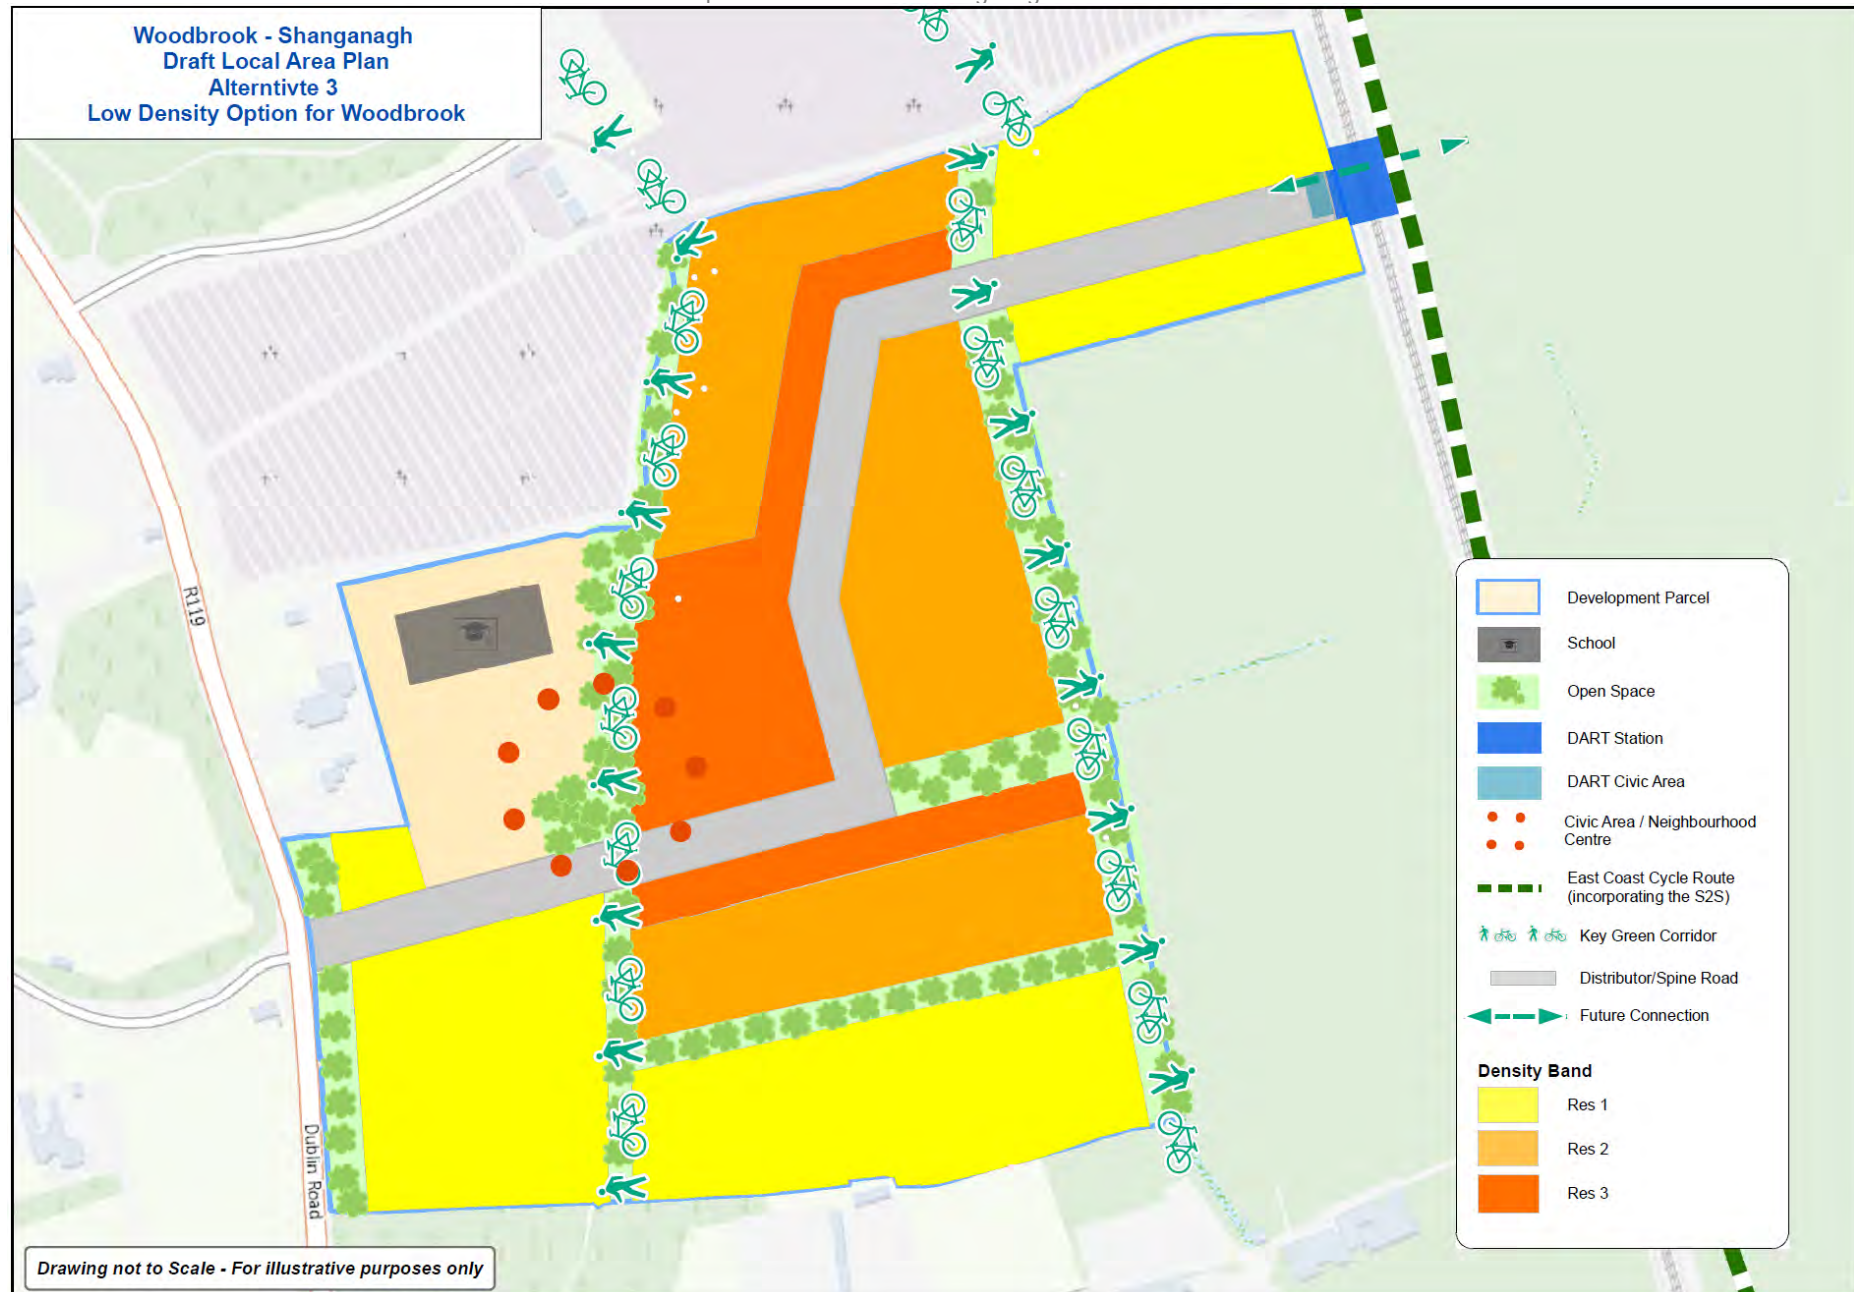 Woodbrook - Shanganagh
Draft Local Area Plan
Alterntivte 3
Low Density Option for Woodbrook
R119
Dublin Road
Development Parcel
School
Open Space
DART Station
DART Civic Area
Civic Area / Neighbourhood
Centre
East Coast Cycle Route
(incorporating the S2S)
Key Green Corridor
Distributor/Spine Road
Future Connection
Density Band
Res 1
Res 2
Res 3
Drawing not to Scale - For illustrative purposes only